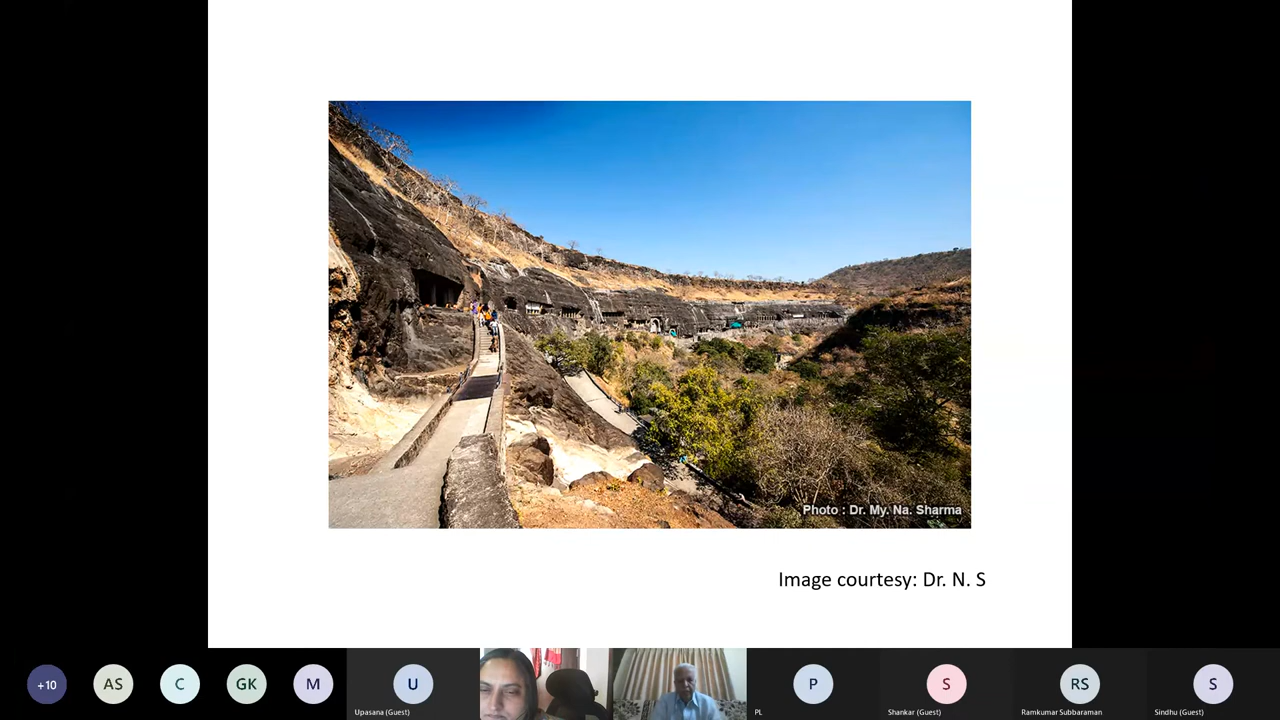 Photo : Dr. My. Na. Sharma
Image courtesy: Dr. N. S
+10
AS
C
GK
M
U
P
S
RS
S
Upasana (Guest)
PL
Shankar (Guest)
Ramkumar Subbaraman
Sindhu (Guest)